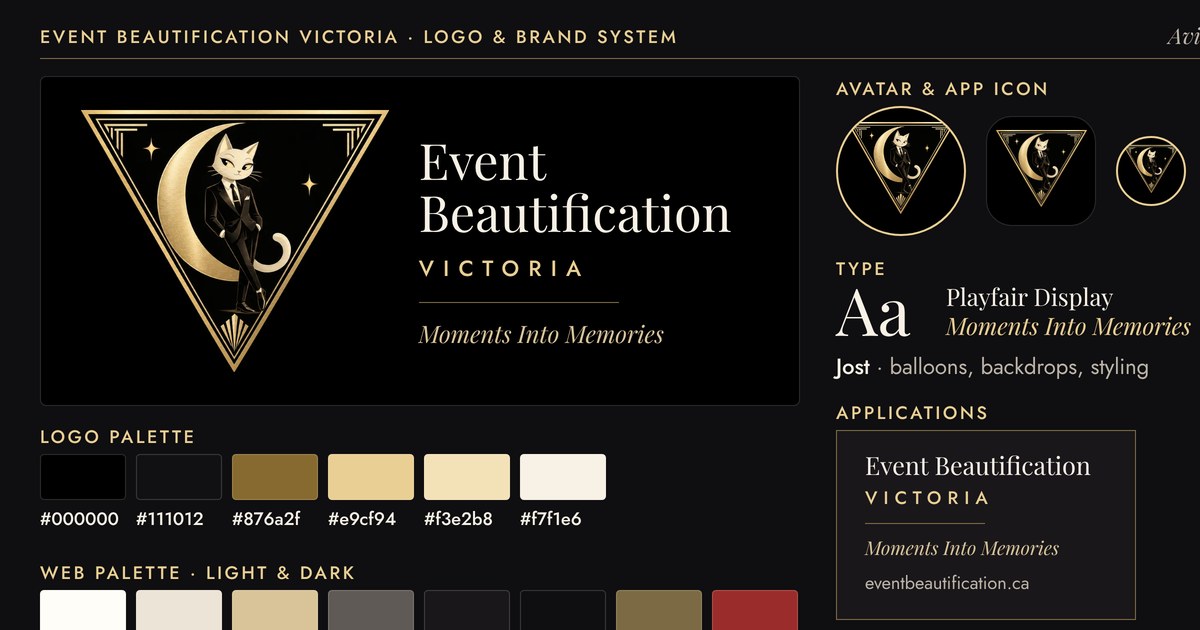 EVENT BEAUTIFICATION VICTORIA · LOGO & BRAND SYSTEM
Event
Beautification
VICTORIA
Moments Into Memories
LOGO PALETTE
#000000 #111012 #876a2f #e9cf94 #f3e2b8 #f7f1e6
WEB PALETTE · LIGHT & DARK
AVATAR & APP ICON
TYPE
Aa
Playfair Display
Moments Into Memories
Jost · balloons, backdrops, styling
APPLICATIONS
Event Beautification
VICTORIA
Moments Into Memories
eventbeautification.ca